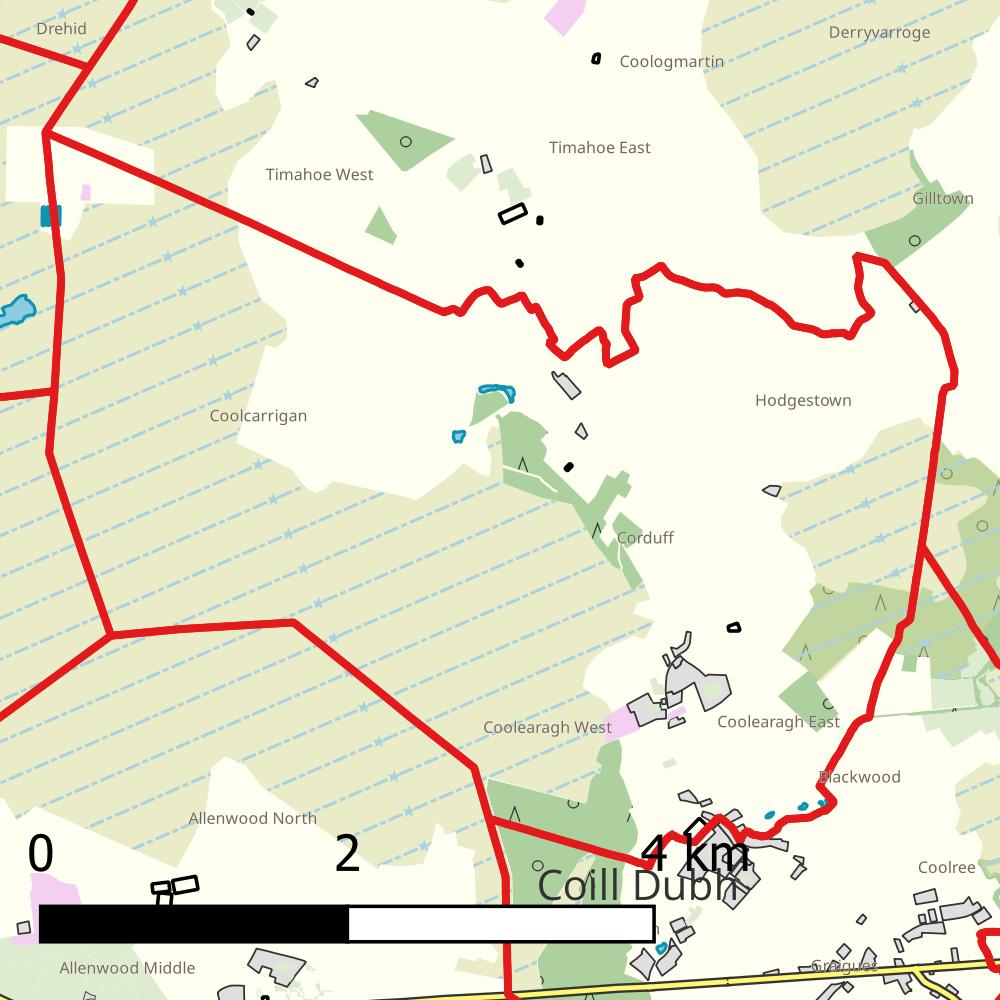 Drehid
Derryvarroge
Coologmartin
Timahoe East
Timahoe West
Gilltown
Hodgestown
Coolcarrigan
Corduff
Coolearagh East
Coolearagh West
Blackwood
Allenwood North
0 2 4 km
Coolree
Coill Dubh
Graigues
Allenwood Middle